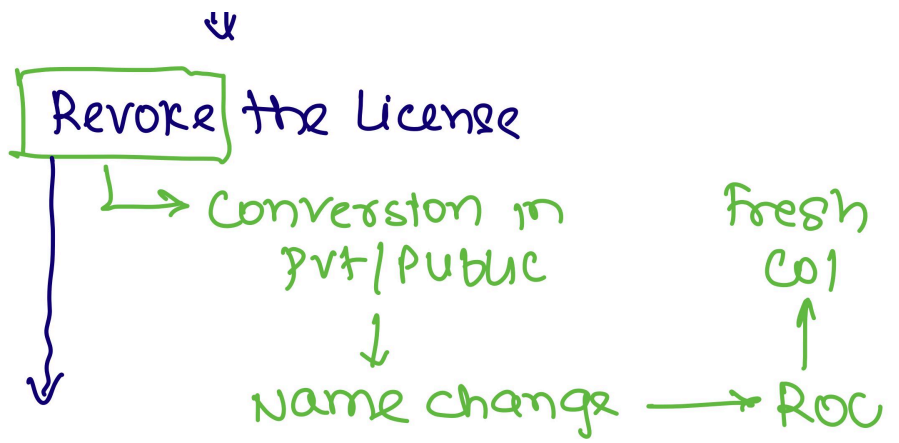 Revoke the License
Conversion in Fresh
Pvt/Public COI
Name change ROC